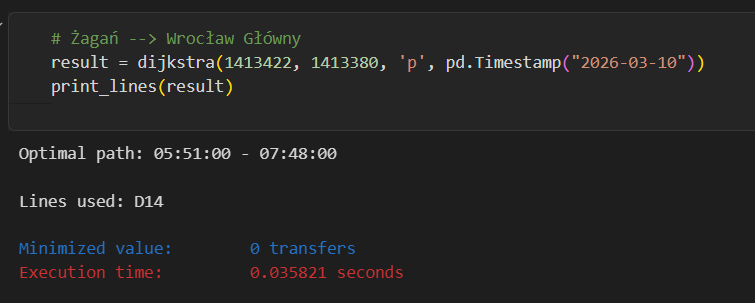 # Żagań --> Wrocław Główny
result = dijkstra(1413422, 1413380, 'p', pd.Timestamp("2026-03-10"))
print_lines(result)
Optimal path: 05:51:00 - 07:48:00
Lines used: D14
Minimized value: 0 transfers
Execution time: 0.035821 seconds